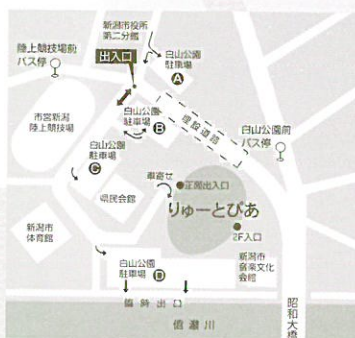 新潟市役所
第二分館
陸上競技場前
バス停
出入口
白山公園
駐車場
A
市営新潟
陸上競技場
白山公園
駐車場
B
白山公園前
バス停
白山公園
駐車場
C
車寄せ
正面出入口
県民会館
りゅーとぴあ
2F入口
新潟市
体育館
新潟市
音楽文化
会館
白山公園
駐車場
D
臨時出口
信濃川
昭和大橋